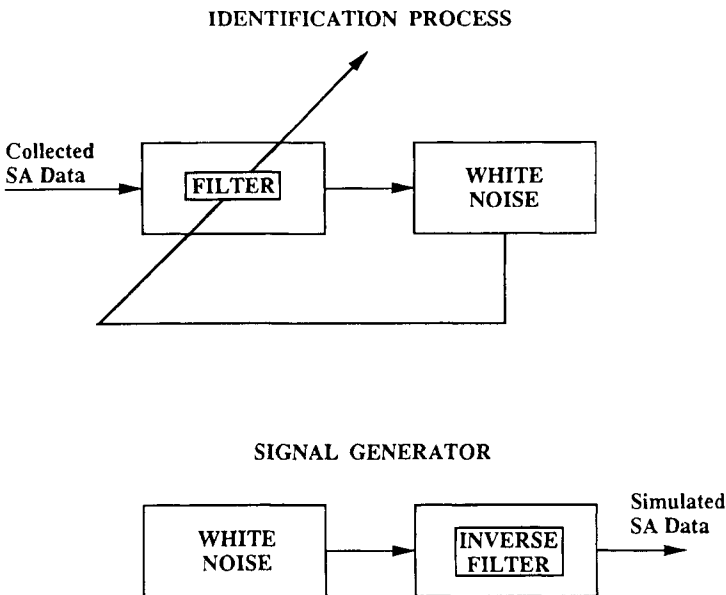 IDENTIFICATION PROCESS
Collected
SA Data
FILTER
WHITE
NOISE
SIGNAL GENERATOR
WHITE
NOISE
INVERSE
FILTER
Simulated
SA Data